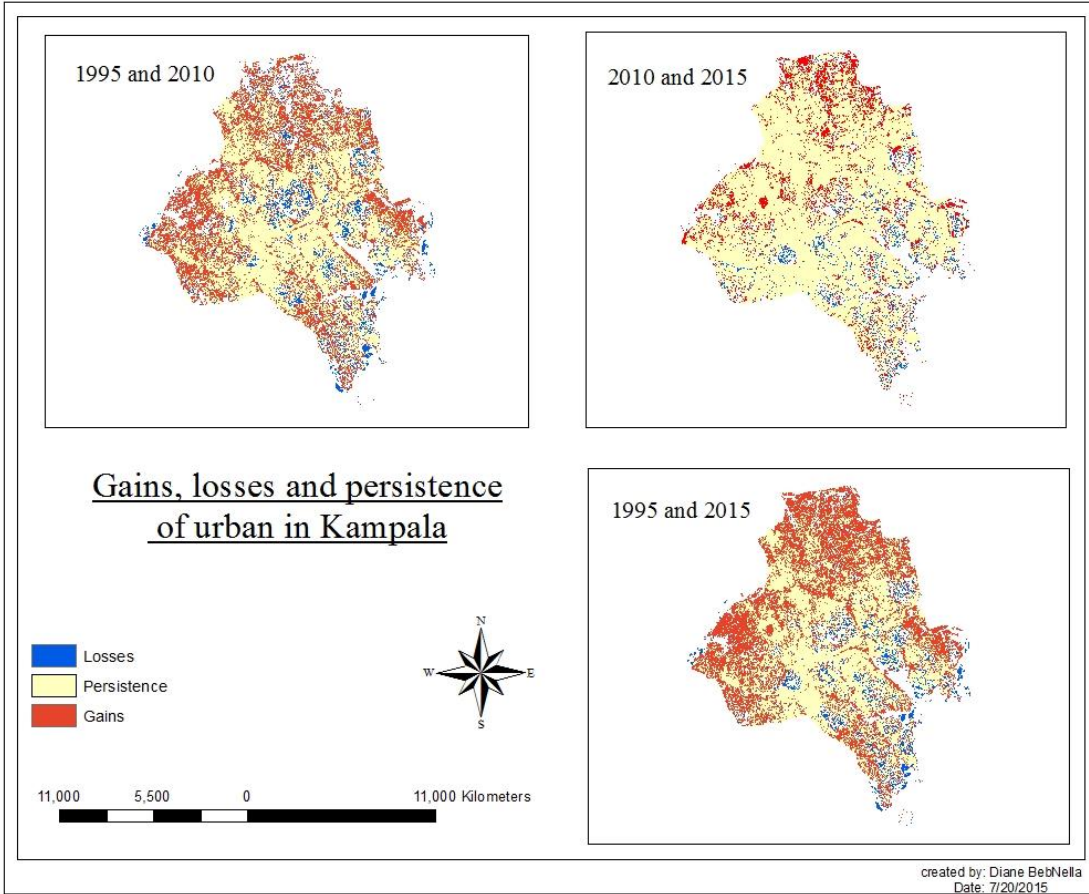 1995 and 2010
2010 and 2015
Gains, losses and persistence
of urban in Kampala
1995 and 2015
Losses
Persistence
Gains
N
W
E
S
11,000 5,500 0 11,000 Kilometers
created by: Diane BebNella
Date: 7/20/2015